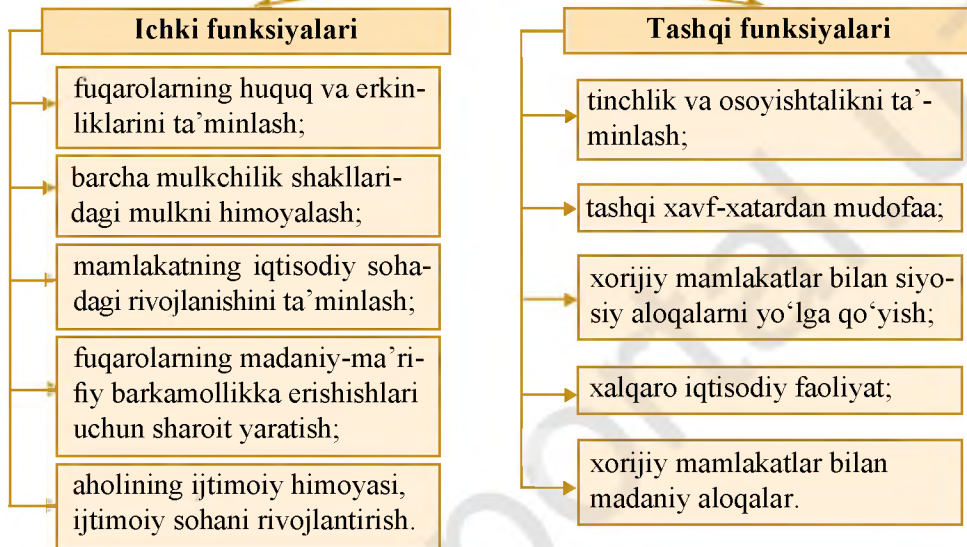 Ichki funksiyalari
fuqarolarning huquq va erkin-
liklarini ta’minlash;
barcha mulkchilik shakllari-
dagi mulkni himoyalash;
mamlakatning iqtisodiy soha-
dagi rivojlanishini ta’minlash;
fuqarolarning madaniy-ma’ri-
fiy barkamollikka erishishlari
uchun sharoit yaratish;
aholining ijtimoiy himoyasi,
ijtimoiy sohani rivojlantirish.
Tashqi funksiyalari
tinchlik va osoyishtalikni ta’-
minlash;
tashqi xavf-xatardan mudofaa;
xorijiy mamlakatlar bilan siyo-
siy aloqalarni yo‘lga qo‘yish;
xalqaro iqtisodiy faoliyat;
xorijiy mamlakatlar bilan
madaniy aloqalar.